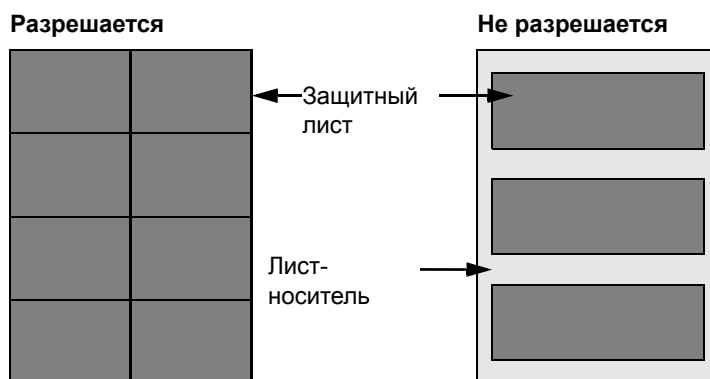 Разрешается
Не разрешается
Защитный
лист
Лист-
носитель